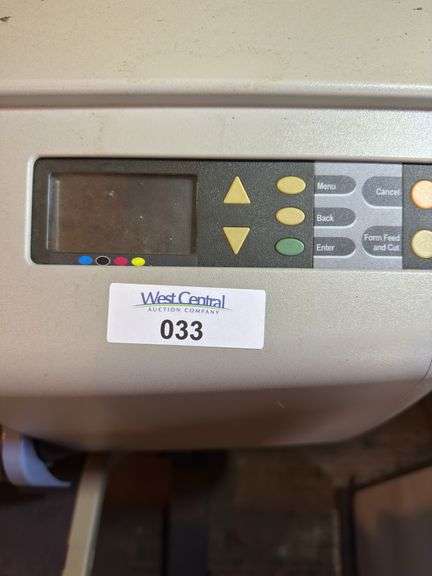 Menu
Cancel
Back
Enter
Form Feed
and Cut
West Central
AUCTION COMPANY
033